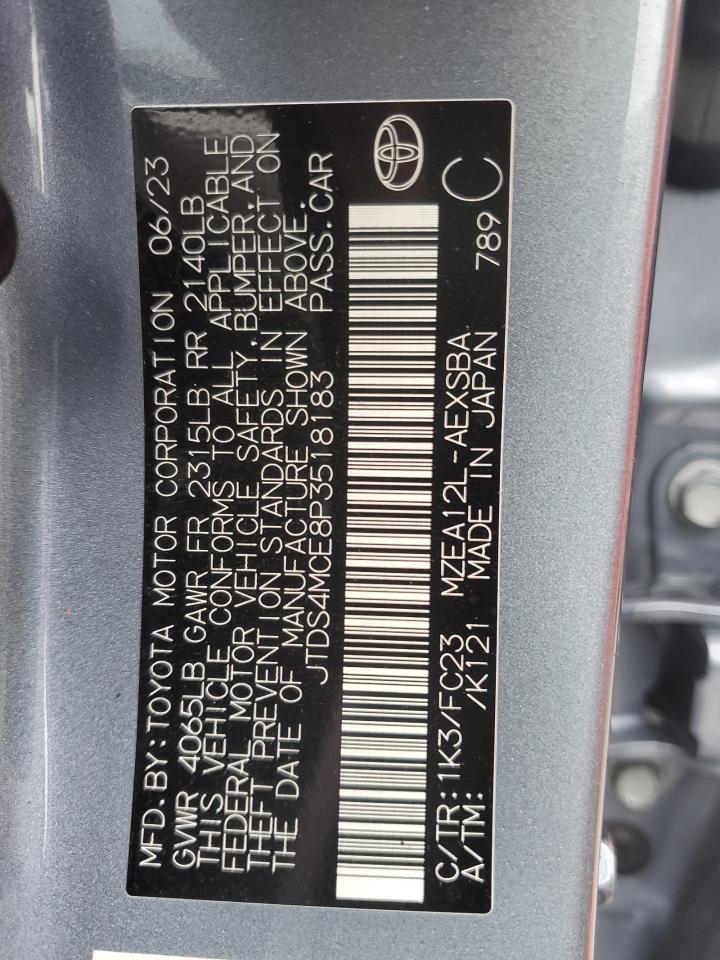 MFD. BY: TOYOTA MOTOR CORPORATION 06/23
GVWR 4065LB GAWR FR 2315LB RR 2140LB
THIS VEHICLE CONFORMS TO ALL APPLICABLE
FEDERAL MOTOR VEHICLE SAFETY, BUMPER, AND
THEFT PREVENTION STANDARDS IN EFFECT ON
THE DATE OF MANUFACTURE SHOWN ABOVE.
JTDS4MCE8P3518183 PASS. CAR
C/TR: 1K3/FC23 MZEA12L-AEXSBA 789
A/TM: /K121 MADE IN JAPAN
C